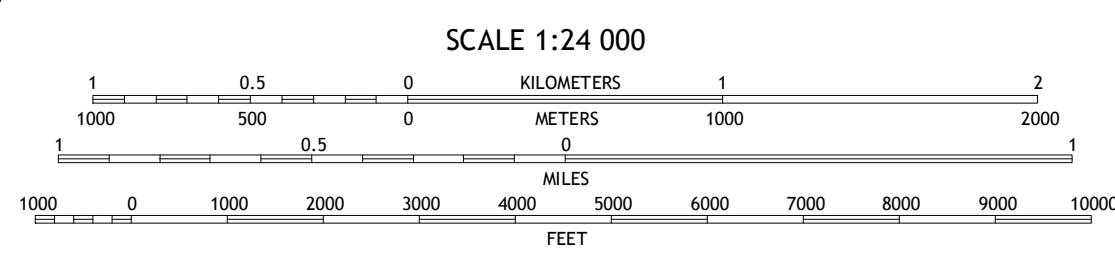 SCALE 1:24 000
1 0.5 0 KILOMETERS 1 2
1000 500 0 METERS 1000 2000
1 0.5 0 1
MILES
1000 0 1000 2000 3000 4000 5000 6000 7000 8000 9000 10000
FEET